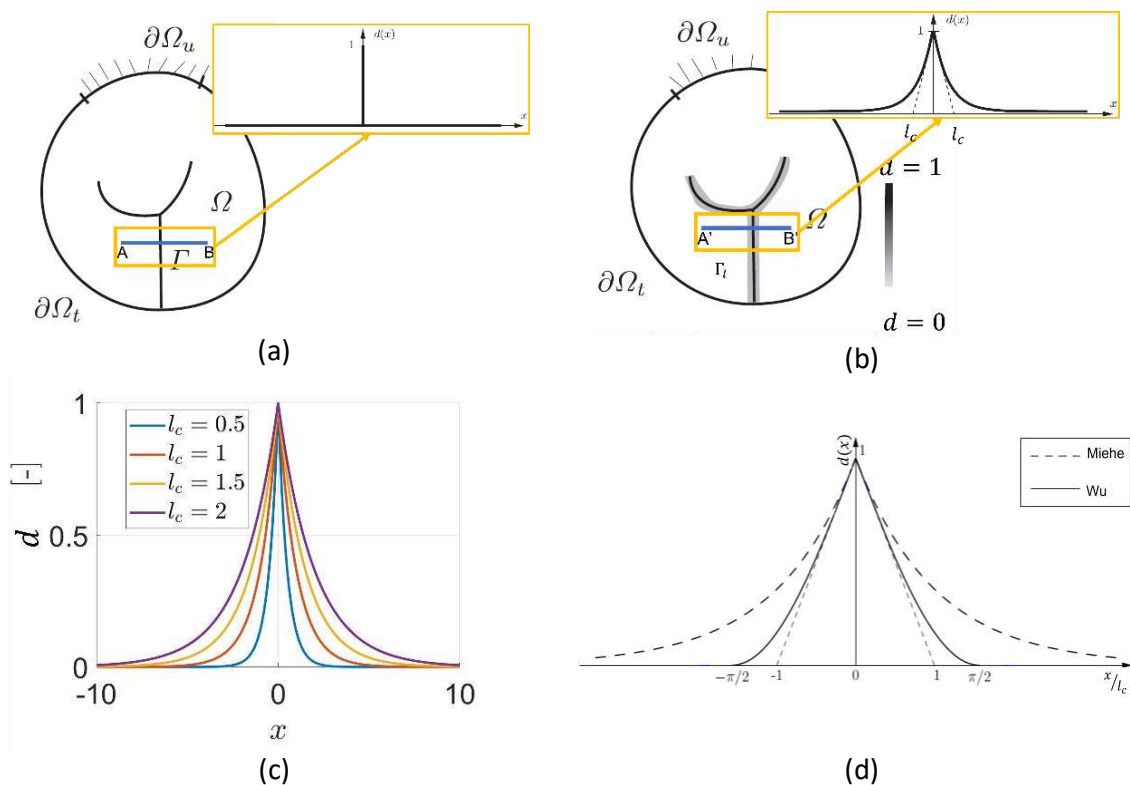 ∂Ω_u
d(x)
1
x
Ω
A
B
Γ
∂Ω_t
(a)
∂Ω_u
d(x)
1
x
l_c
l_c
d = 1
Ω
A'
B'
Γ_l
∂Ω_t
d = 0
(b)
1
0.5
0
d [-]
l_c = 0.5
l_c = 1
l_c = 1.5
l_c = 2
-10
0
10
x
(c)
d(x)
1
Miehe
Wu
−π/2
-1
0
1
π/2
x/l_c
(d)